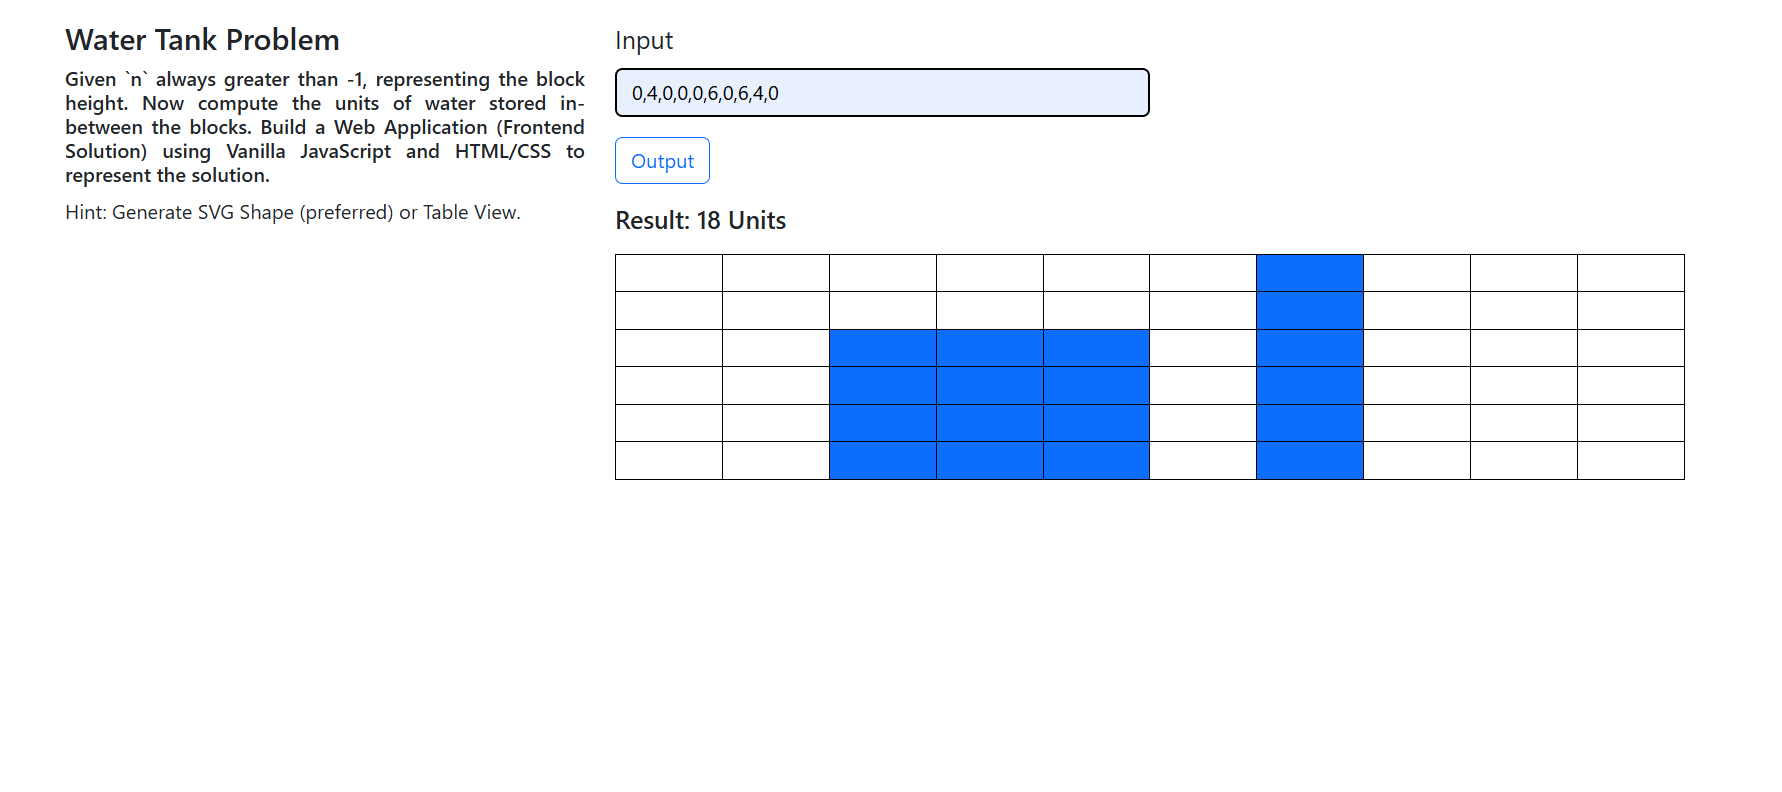 Water Tank Problem
Given `n` always greater than -1, representing the block
height. Now compute the units of water stored in-
between the blocks. Build a Web Application (Frontend
Solution) using Vanilla JavaScript and HTML/CSS to
represent the solution.
Hint: Generate SVG Shape (preferred) or Table View.
Input
0,4,0,0,0,6,0,6,4,0
Output
Result: 18 Units